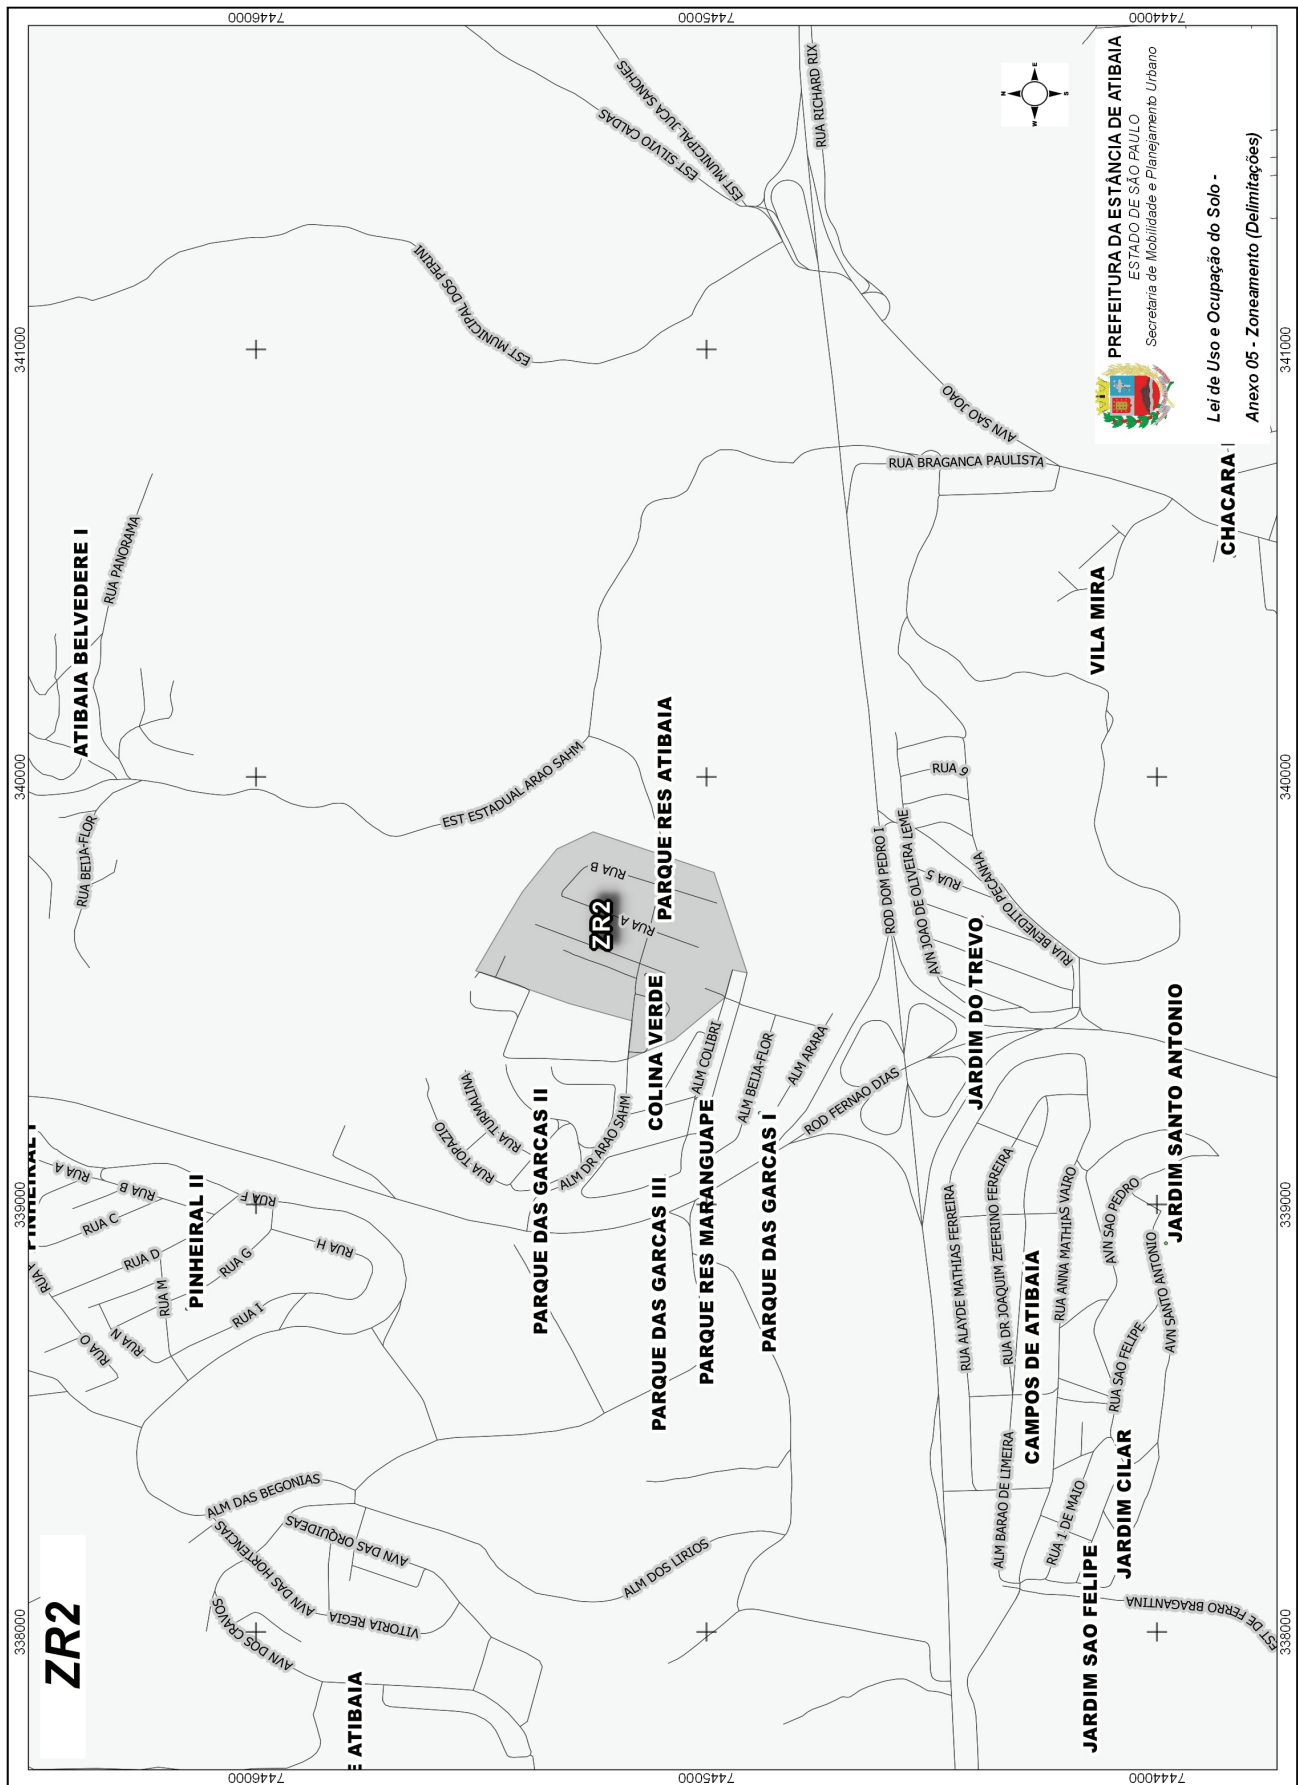 ZR2
338000
339000
340000
341000
7446000
7445000
7444000
7446000
7445000
7444000
338000
339000
340000
341000
ATIBAIA BELVEDERE I
RUA PANORAMA
RUA BEIJA-FLOR
EST ESTADUAL ARAO SAHM
EST MUNICIPAL DOS PERINI
EST SILVIO CALDAS
EST MUNICIPAL JUCA SANCHES
RUA RICHARD RIX
N
W
E
S
PREFEITURA DA ESTÂNCIA DE ATIBAIA
ESTADO DE SÃO PAULO
Secretaria de Mobilidade e Planejamento Urbano
Lei de Uso e Ocupação do Solo -
Anexo 05 - Zoneamento (Delimitações)
PINHEIRAL I
RUA A
RUA B
RUA C
RUA D
RUA F
RUA F
RUA G
RUA H
RUA I
RUA M
RUA N
RUA O
PINHEIRAL II
ALM DAS BEGONIAS
AVN DAS HORTENCIAS
AVN DAS ORQUIDEAS
AVN DOS CRAVOS
VITORIA REGIA
E ATIBAIA
ALM DOS LIRIOS
RUA TOPAZIO
RUA TURMALINA
PARQUE DAS GARCAS II
ALM DR ARAO SAHM
ZR2
RUA B
RUA A
PARQUE RES ATIBAIA
COLINA VERDE
PARQUE DAS GARCAS III
ALM COLIBRI
PARQUE RES MARANGUAPE
ALM BEIJA-FLOR
PARQUE DAS GARCAS I
ALM ARARA
ROD FERNAO DIAS
ROD DOM PEDRO I
AVN JOAO DE OLIVEIRA LEME
RUA 9
RUA 5
RUA BENEDITO PECANHA
JARDIM DO TREVO
AVN SAO JOAO
RUA BRAGANCA PAULISTA
VILA MIRA
CHACARA
RUA ALAYDE MATHIAS FERREIRA
RUA DR JOAQUIM ZEFERINO FERREIRA
ALM BARAO DE LIMEIRA
CAMPOS DE ATIBAIA
RUA ANNA MATHIAS VAIRO
RUA 1 DE MAIO
AVN SAO PEDRO
RUA SAO FELIPE
AVN SANTO ANTONIO
JARDIM SANTO ANTONIO
JARDIM CILAR
JARDIM SAO FELIPE
EST DE FERRO BRAGANTINA